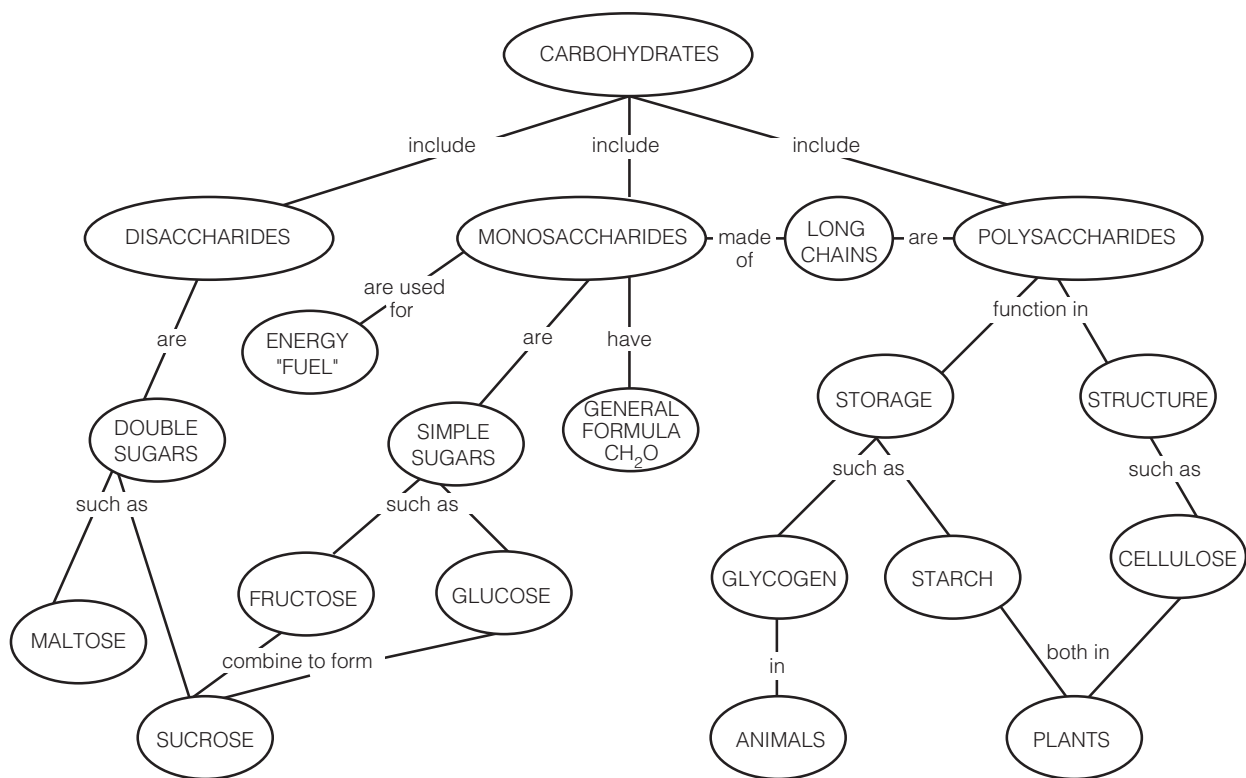 CARBOHYDRATES
include
include
include
DISACCHARIDES
MONOSACCHARIDES
made
of
LONG
CHAINS
are
POLYSACCHARIDES
are used
for
function in
ENERGY
"FUEL"
are
are
have
STORAGE
STRUCTURE
DOUBLE
SUGARS
SIMPLE
SUGARS
GENERAL
FORMULA
CH₂O
such as
such as
such as
such as
GLYCOGEN
STARCH
CELLULOSE
FRUCTOSE
GLUCOSE
MALTOSE
combine to form
in
both in
SUCROSE
ANIMALS
PLANTS